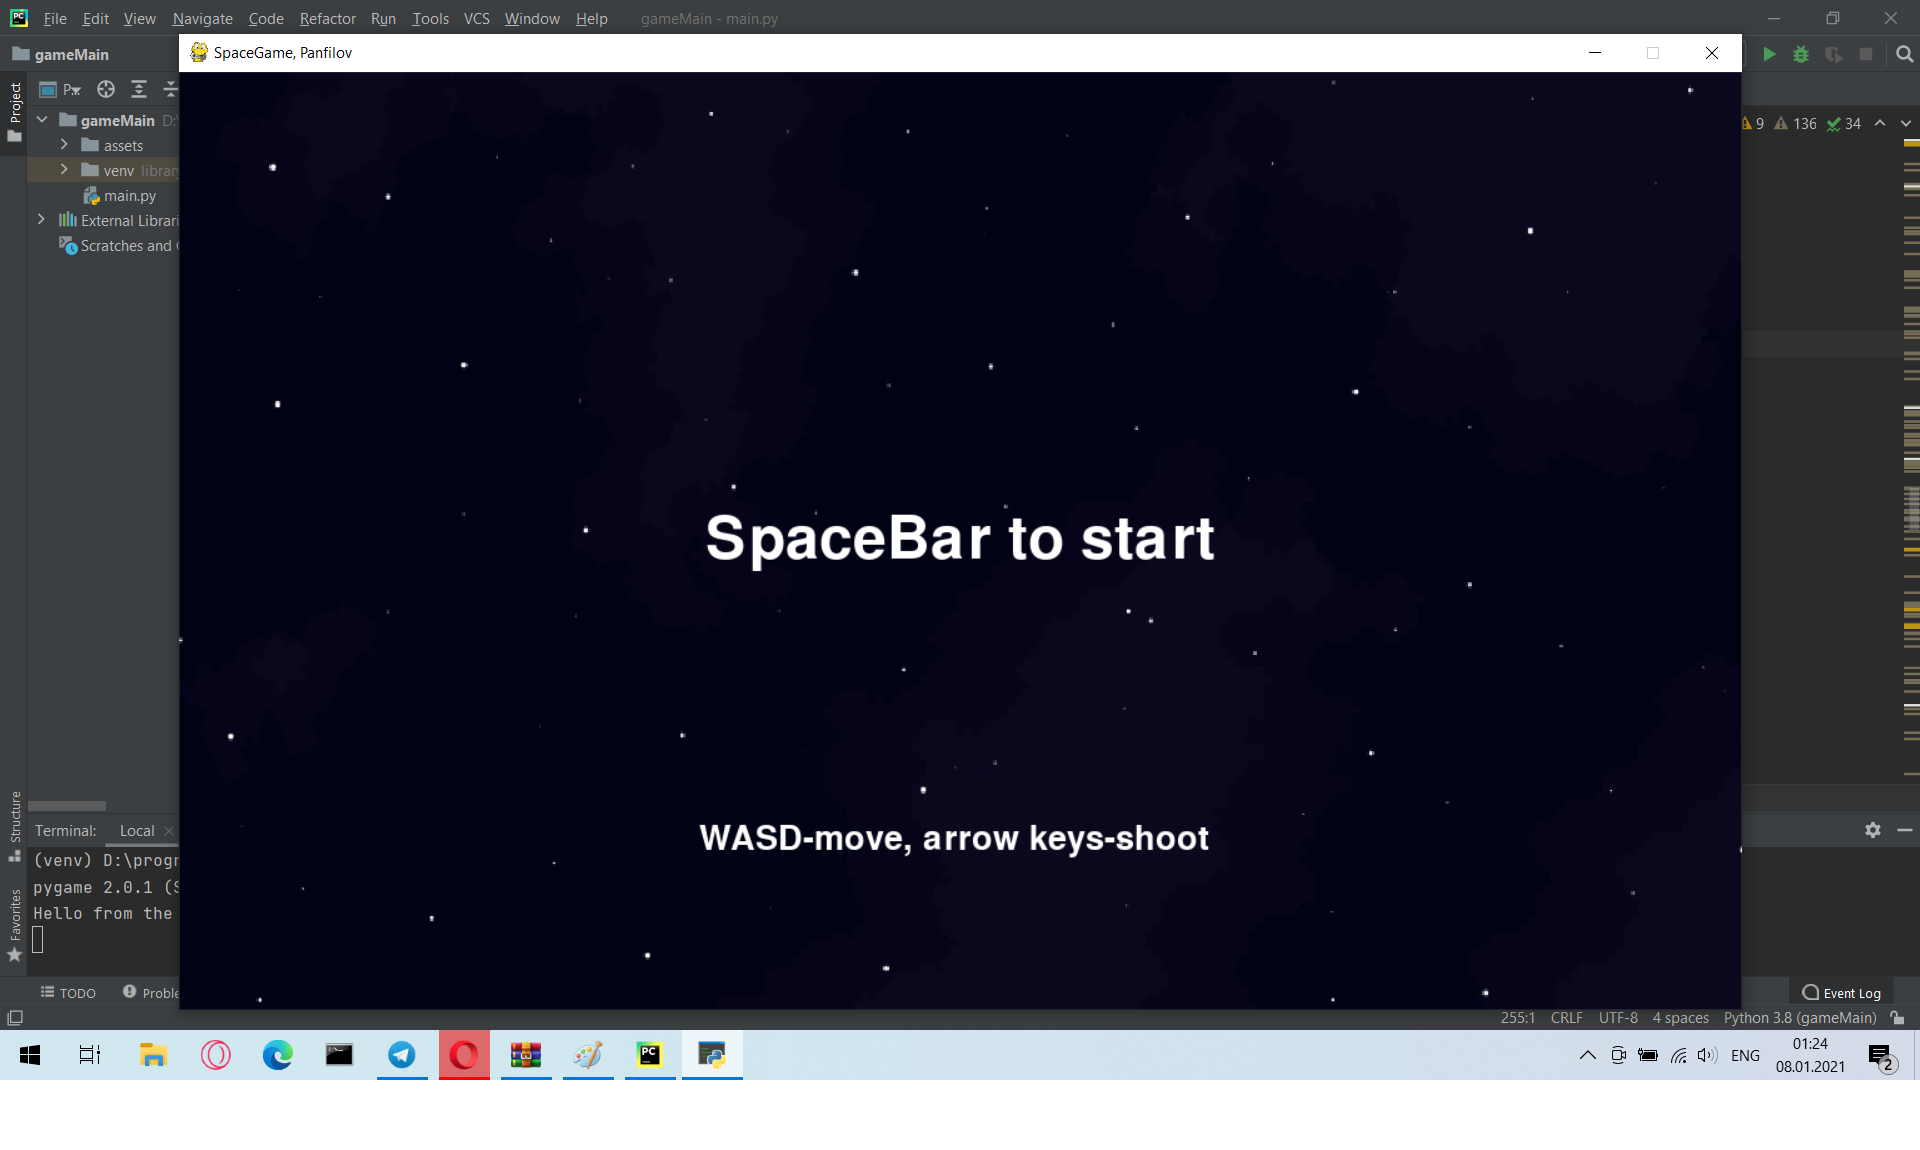 File Edit View Navigate Code Refactor Run Tools VCS Window Help gameMain - main.py
gameMain
SpaceGame, Panfilov
Project
P
gameMain D:\
9 136 34
assets
venv library
main.py
External Librari
Scratches and
SpaceBar to start
WASD-move, arrow keys-shoot
Structure
Favorites
Terminal: Local
(venv) D:\progr
pygame 2.0.1 (S
Hello from the
TODO Proble
Event Log
255:1 CRLF UTF-8 4 spaces Python 3.8 (gameMain)
ENG
01:24
08.01.2021
2